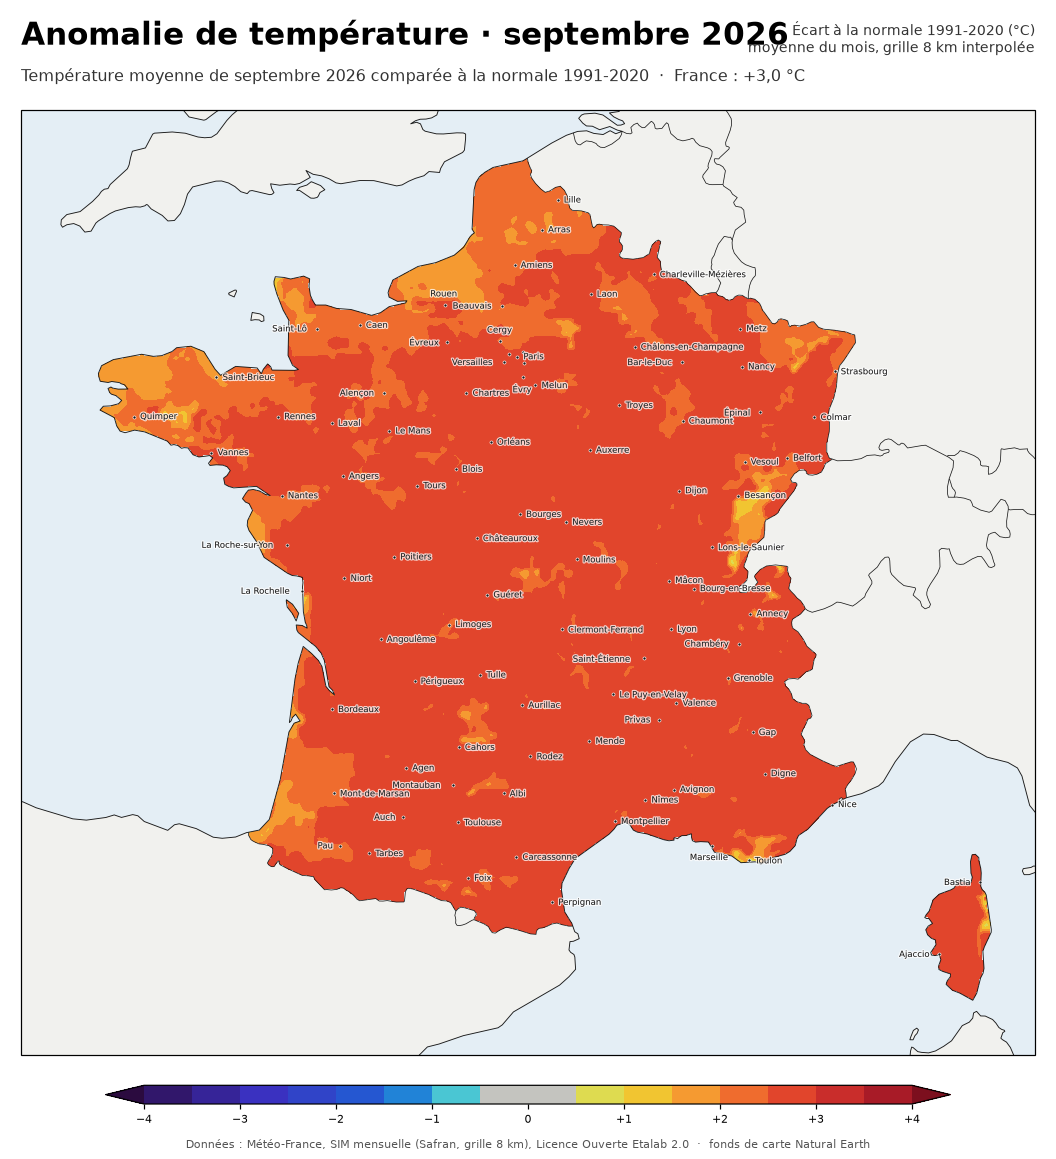 Anomalie de température · septembre 2026
Écart à la normale 1991-2020 (°C)
moyenne du mois, grille 8 km interpolée
Température moyenne de septembre 2026 comparée à la normale 1991-2020 · France : +3,0 °C
Lille
Arras
Amiens
Charleville-Mézières
Rouen
Laon
Beauvais
Saint-Lô
Caen
Cergy
Metz
Évreux
Châlons-en-Champagne
Versailles
Paris
Bar-le-Duc
Nancy
Strasbourg
Saint-Brieuc
Alençon
Chartres
Évry
Melun
Troyes
Épinal
Quimper
Rennes
Colmar
Laval
Chaumont
Le Mans
Orléans
Vannes
Auxerre
Belfort
Vesoul
Blois
Angers
Tours
Dijon
Nantes
Besançon
Bourges
Nevers
Châteauroux
La Roche-sur-Yon
Lons-le-Saunier
Poitiers
Moulins
Niort
Mâcon
Bourg-en-Bresse
La Rochelle
Guéret
Annecy
Limoges
Clermont-Ferrand
Lyon
Angoulême
Chambéry
Saint-Étienne
Tulle
Grenoble
Périgueux
Le Puy-en-Velay
Valence
Aurillac
Bordeaux
Privas
Gap
Mende
Cahors
Rodez
Agen
Digne
Montauban
Mont-de-Marsan
Albi
Avignon
Nîmes
Nice
Auch
Toulouse
Montpellier
Pau
Tarbes
Carcassonne
Marseille
Toulon
Foix
Bastia
Perpignan
Ajaccio
−4 −3 −2 −1 0 +1 +2 +3 +4
Données : Météo-France, SIM mensuelle (Safran, grille 8 km), Licence Ouverte Etalab 2.0 · fonds de carte Natural Earth